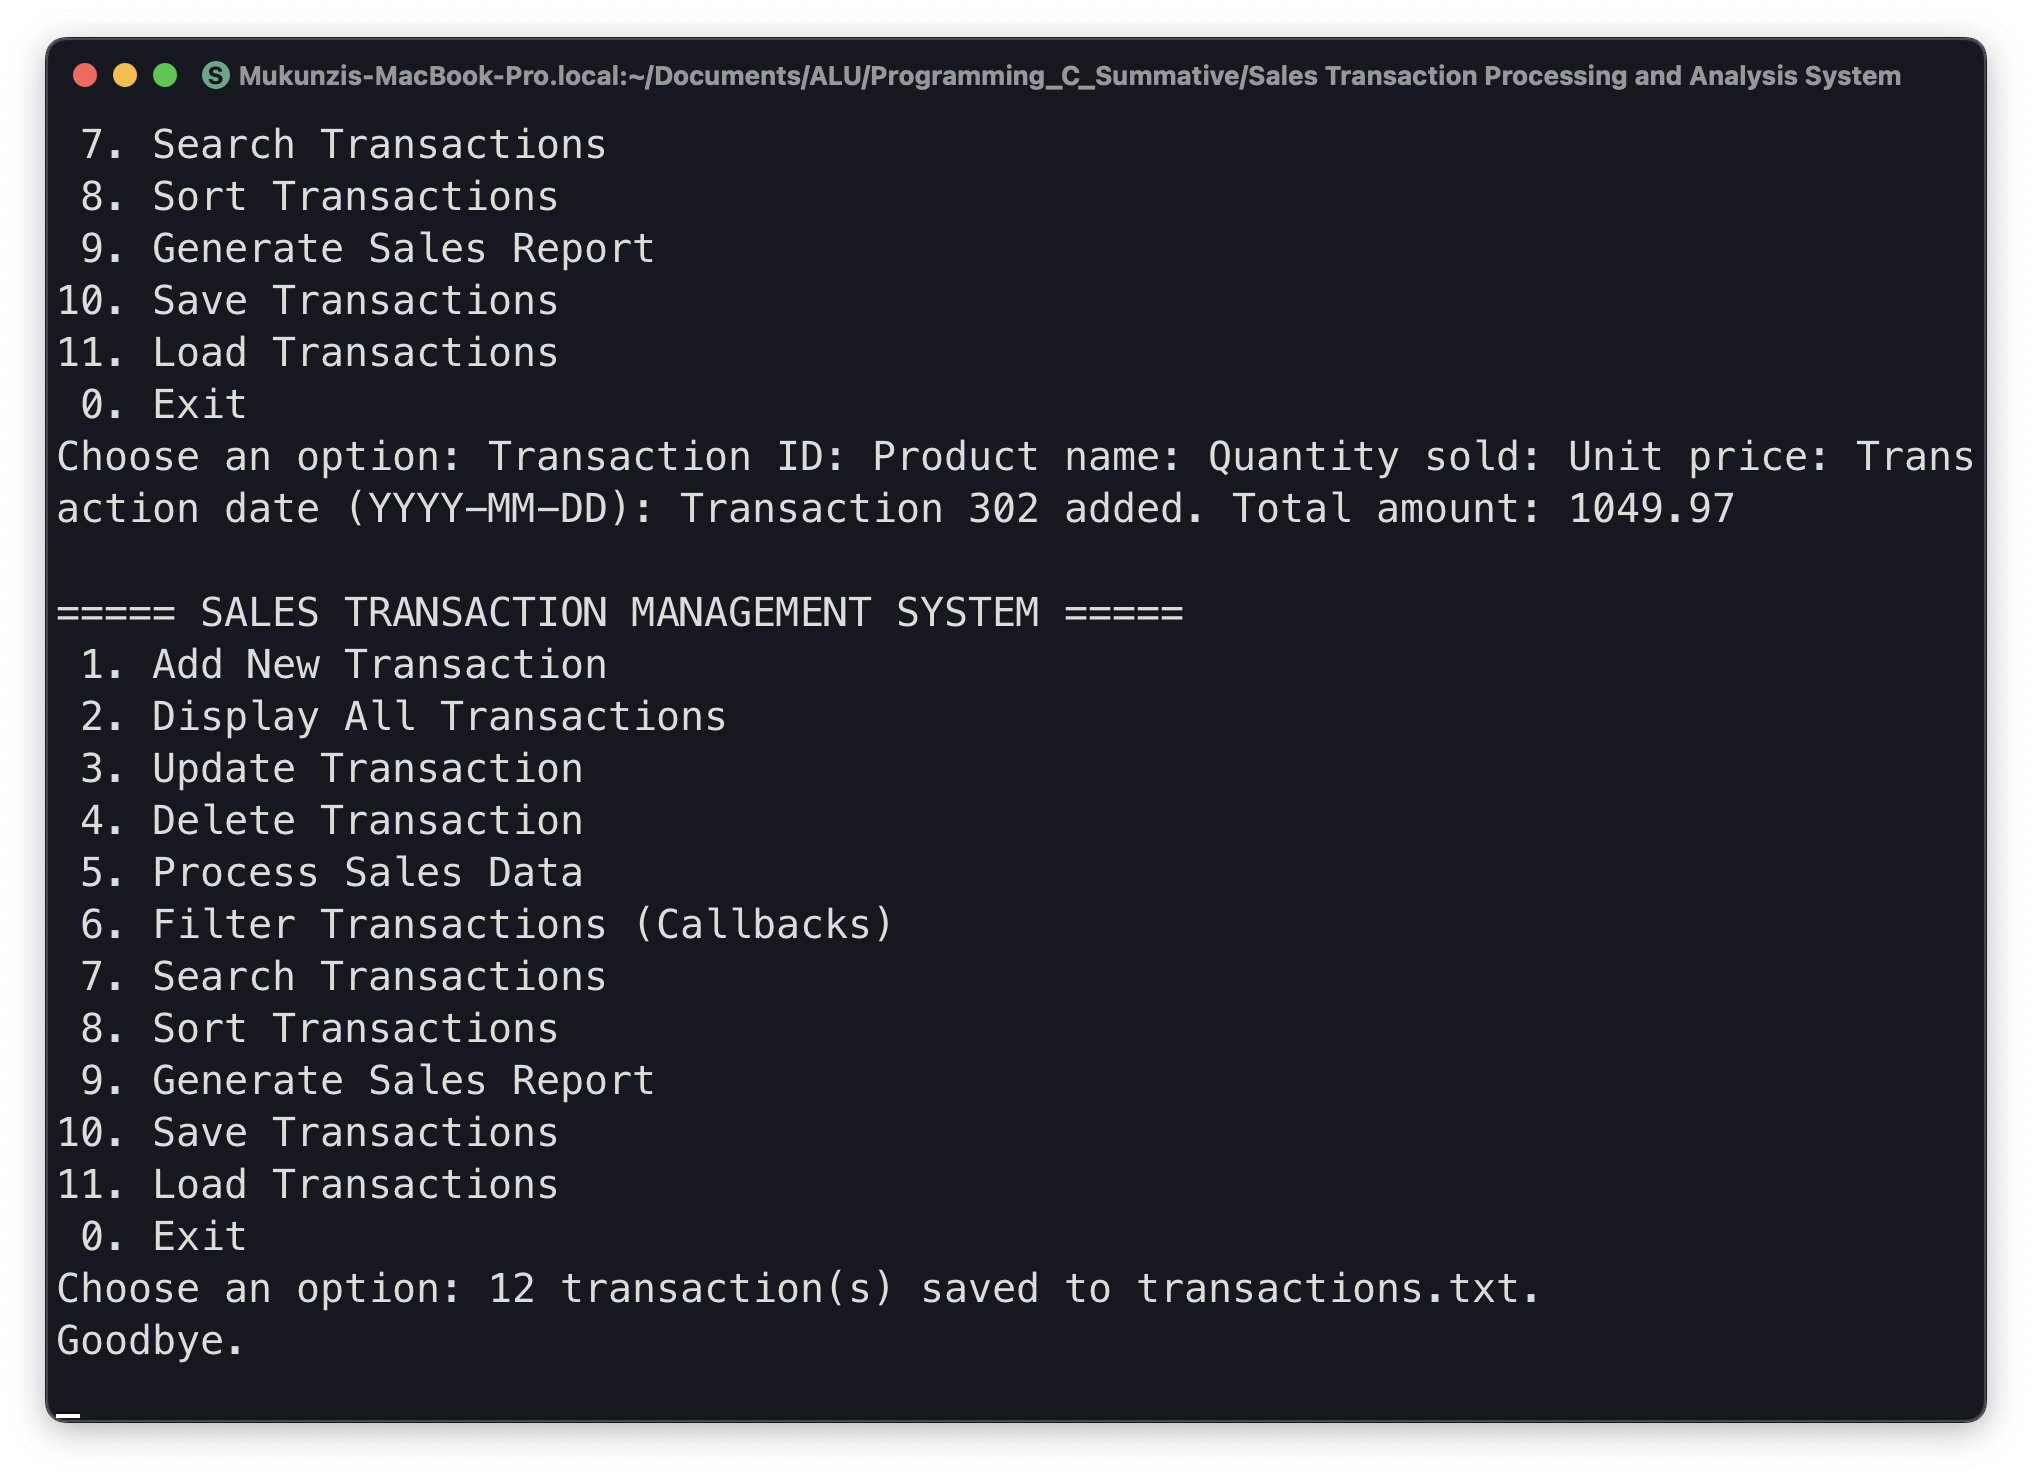 S Mukunzis-MacBook-Pro.local:~/Documents/ALU/Programming_C_Summative/Sales Transaction Processing and Analysis System
 7. Search Transactions
 8. Sort Transactions
 9. Generate Sales Report
10. Save Transactions
11. Load Transactions
 0. Exit
Choose an option: Transaction ID: Product name: Quantity sold: Unit price: Trans
action date (YYYY-MM-DD): Transaction 302 added. Total amount: 1049.97

===== SALES TRANSACTION MANAGEMENT SYSTEM =====
 1. Add New Transaction
 2. Display All Transactions
 3. Update Transaction
 4. Delete Transaction
 5. Process Sales Data
 6. Filter Transactions (Callbacks)
 7. Search Transactions
 8. Sort Transactions
 9. Generate Sales Report
10. Save Transactions
11. Load Transactions
 0. Exit
Choose an option: 12 transaction(s) saved to transactions.txt.
Goodbye.